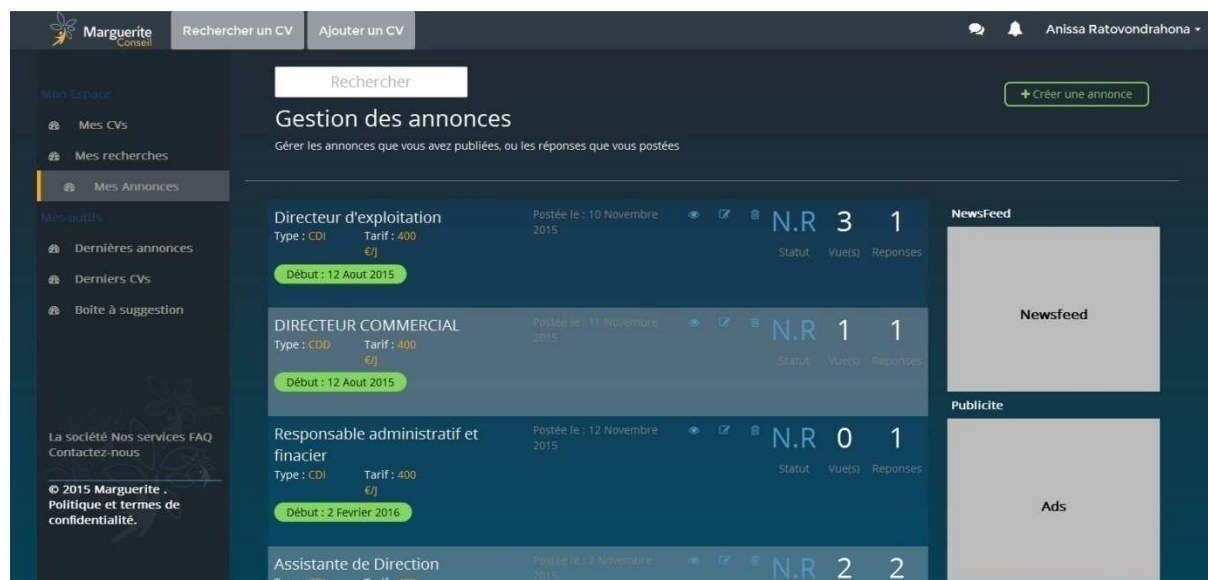 Marguerite
Conseil
Rechercher un CV
Ajouter un CV
Anissa Ratovondrahona
Mon Espace
Mes CVs
Mes recherches
Mes Annonces
Mes outils
Dernières annonces
Derniers CVs
Boite à suggestion
La société Nos services FAQ
Contactez-nous
© 2015 Marguerite .
Politique et termes de
confidentialité.
Rechercher
+ Créer une annonce
Gestion des annonces
Gérer les annonces que vous avez publiées, ou les réponses que vous postées
Directeur d'exploitation
Type : CDI Tarif : 400
€/J
Début : 12 Aout 2015
Postée le : 10 Novembre
2015
N.R 3 1
Statut Vue(s) Reponses
DIRECTEUR COMMERCIAL
Type : CDD Tarif : 400
€/J
Début : 12 Aout 2015
Postée le : 11 Novembre
2015
N.R 1 1
Statut Vue(s) Reponses
Responsable administratif et
finacier
Type : CDI Tarif : 400
€/J
Début : 2 Fevrier 2016
Postée le : 12 Novembre
2015
N.R 0 1
Statut Vue(s) Reponses
Assistante de Direction
Postée le : 2 Novembre
2015
N.R 2 2
NewsFeed
Newsfeed
Publicite
Ads